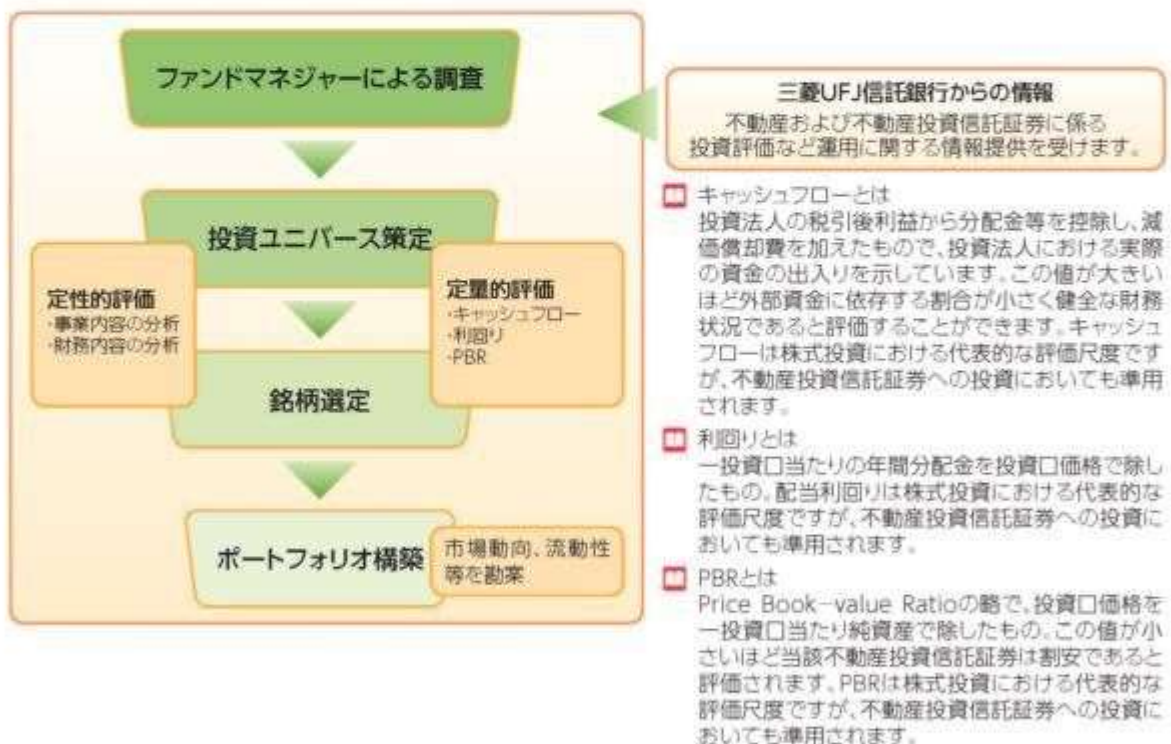 ファンドマネジャーによる調査
投資ユニバース策定
定性的評価
・事業内容の分析
・財務内容の分析
定量的評価
・キャッシュフロー
・利回り
・PBR
銘柄選定
ポートフォリオ構築
市場動向、流動性
等を勘案
三菱UFJ信託銀行からの情報
不動産および不動産投資信託証券に係る
投資評価など運用に関する情報提供を受けます。
キャッシュフローとは
投資法人の税引後利益から分配金等を控除し、減
価償却費を加えたもので、投資法人における実際
の資金の出入りを示しています。この値が大きい
ほど外部資金に依存する割合が小さく健全な財務
状況であると評価することができます。キャッシュ
フローは株式投資における代表的な評価尺度です
が、不動産投資信託証券への投資においても準用
されます。
利回りとは
一投資口当たりの年間分配金を投資口価格で除し
たもの。配当利回りは株式投資における代表的な
評価尺度ですが、不動産投資信託証券への投資に
おいても準用されます。
PBRとは
Price Book-value Ratioの略で、投資口価格を
一投資口当たり純資産で除したもの。この値が小
さいほど当該不動産投資信託証券は割安であると
評価されます。PBRは株式投資における代表的な
評価尺度ですが、不動産投資信託証券への投資に
おいても準用されます。